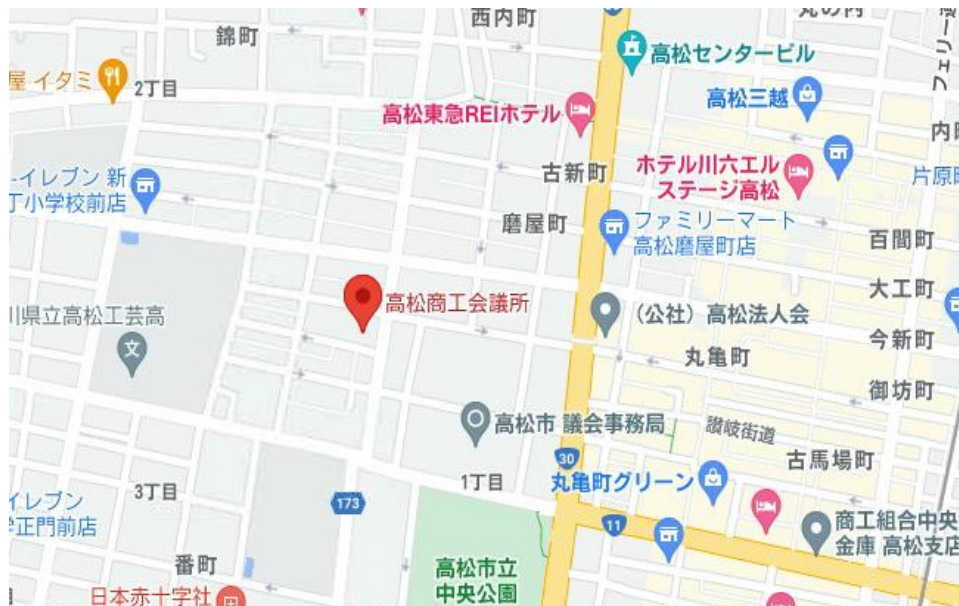 西内町
錦町
高松センタービル
屋 イタミ
2丁目
高松三越
フェリー
高松東急REIホテル
内町
古新町
ホテル川六エル
ステージ高松
片原町
-イレブン 新
丁小学校前店
磨屋町
ファミリーマート
高松磨屋町店
百間町
大工町
高松商工会議所
川県立高松工芸高
文
(公社)高松法人会
今新町
丸亀町
御坊町
高松市 議会事務局
讃岐街道
古馬場町
30
1丁目
丸亀町グリーン
3丁目
イレブン
学正門前店
173
11
商工組合中央
金庫 高松支店
番町
高松市立
中央公園
日本赤十字社